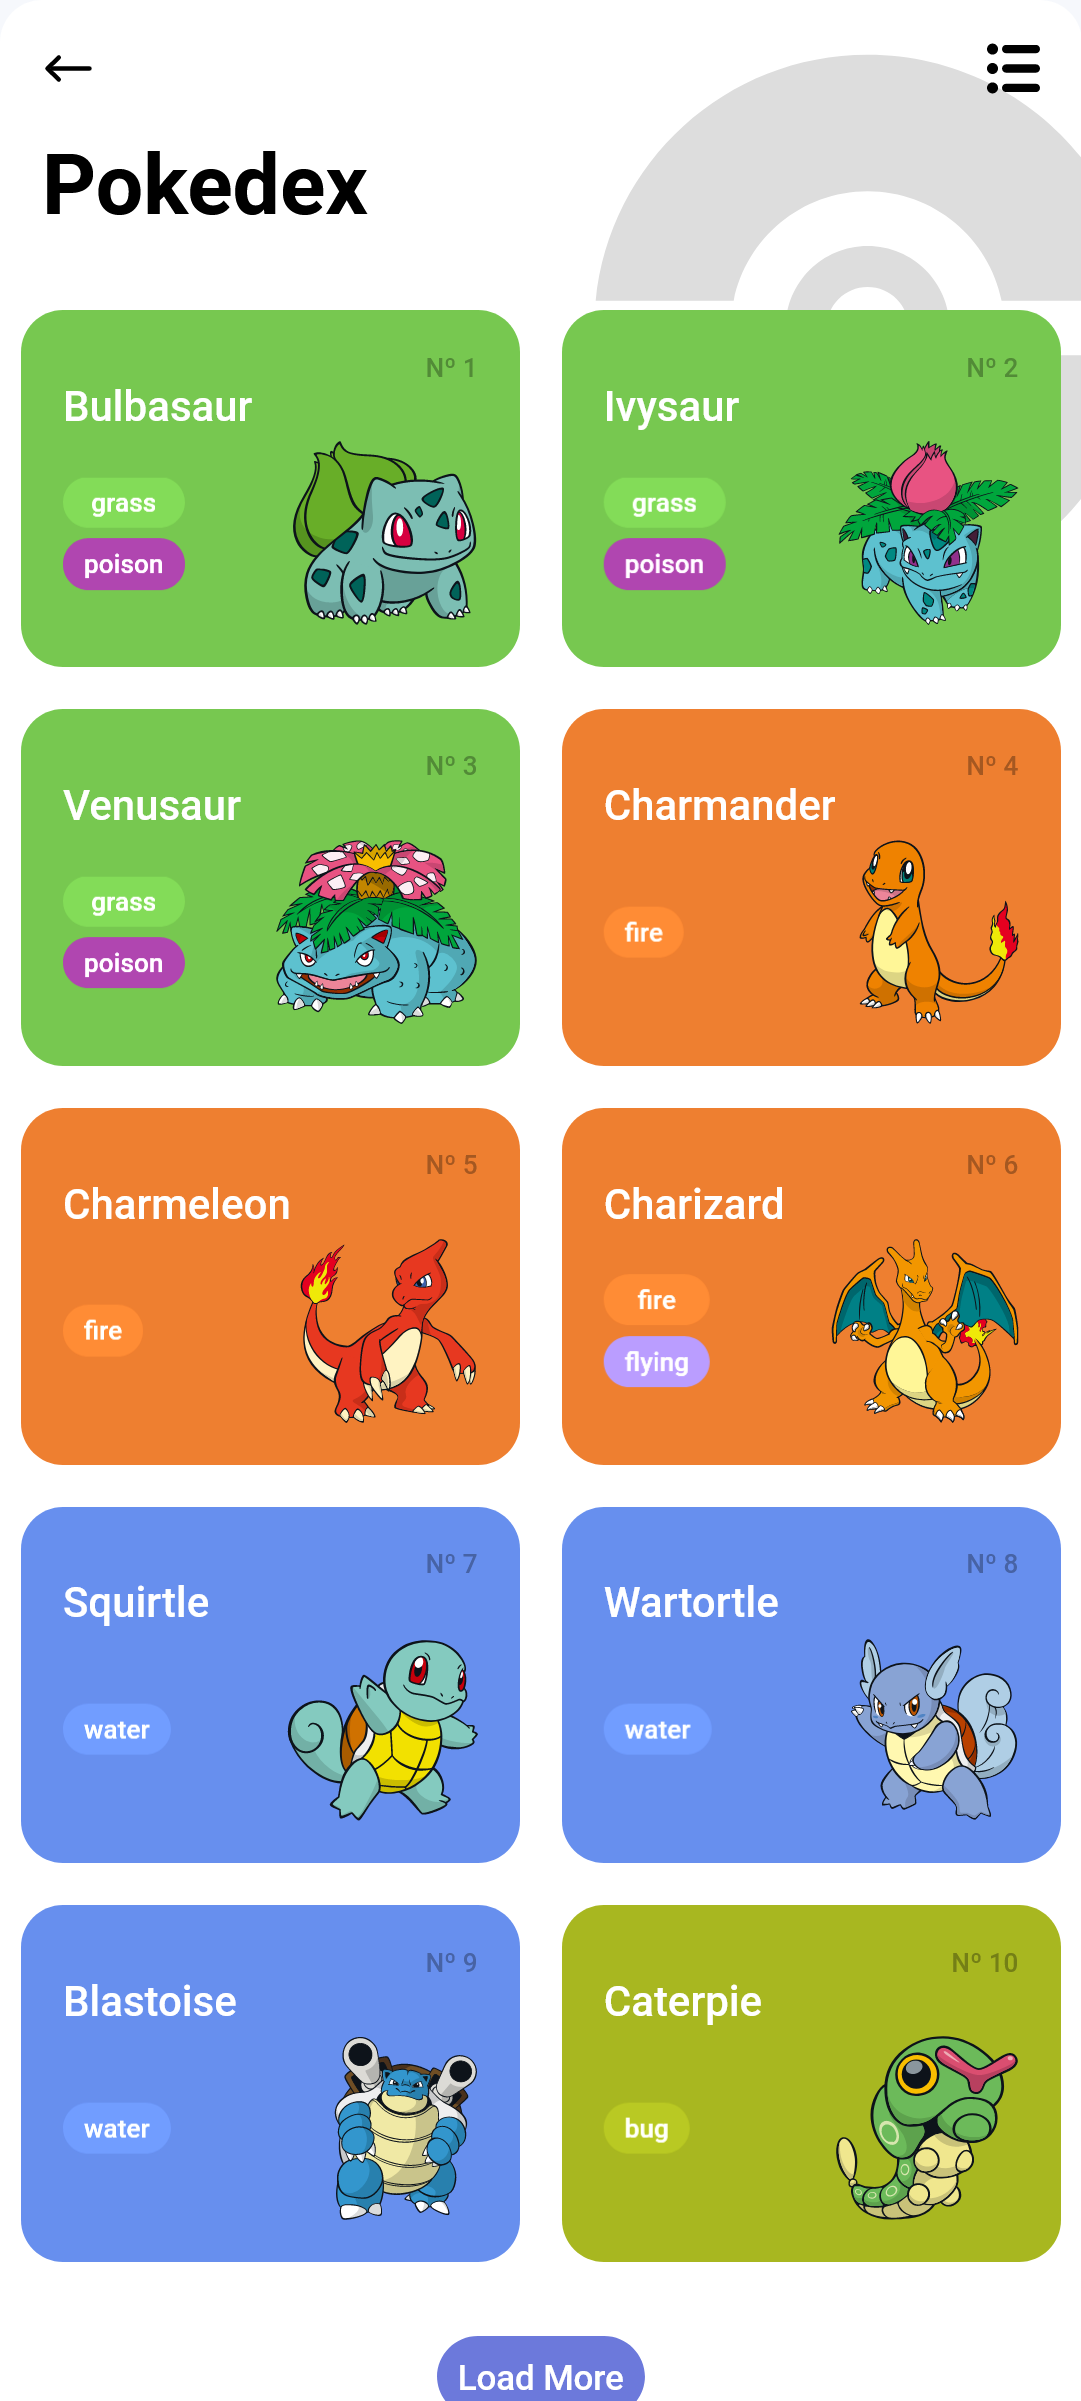 Pokedex
Nº 1
Bulbasaur
grass
poison
Nº 2
Ivysaur
grass
poison
Nº 3
Venusaur
grass
poison
Nº 4
Charmander
fire
Nº 5
Charmeleon
fire
Nº 6
Charizard
fire
flying
Nº 7
Squirtle
water
Nº 8
Wartortle
water
Nº 9
Blastoise
water
Nº 10
Caterpie
bug
Load More